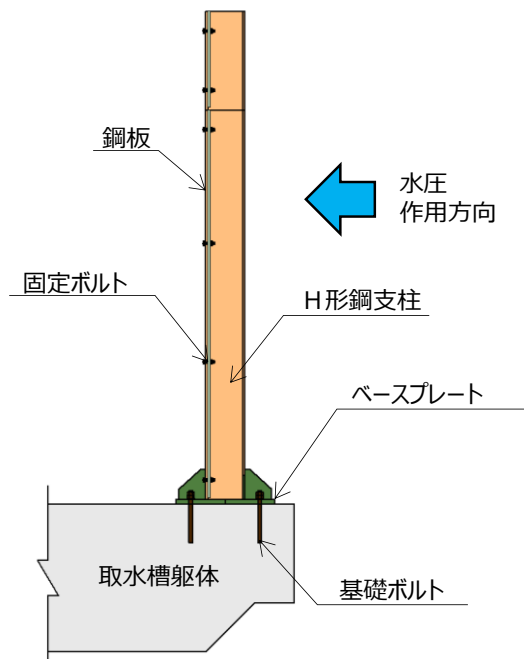 鋼板
水圧
作用方向
固定ボルト
H形鋼支柱
ベースプレート
取水槽躯体
基礎ボルト